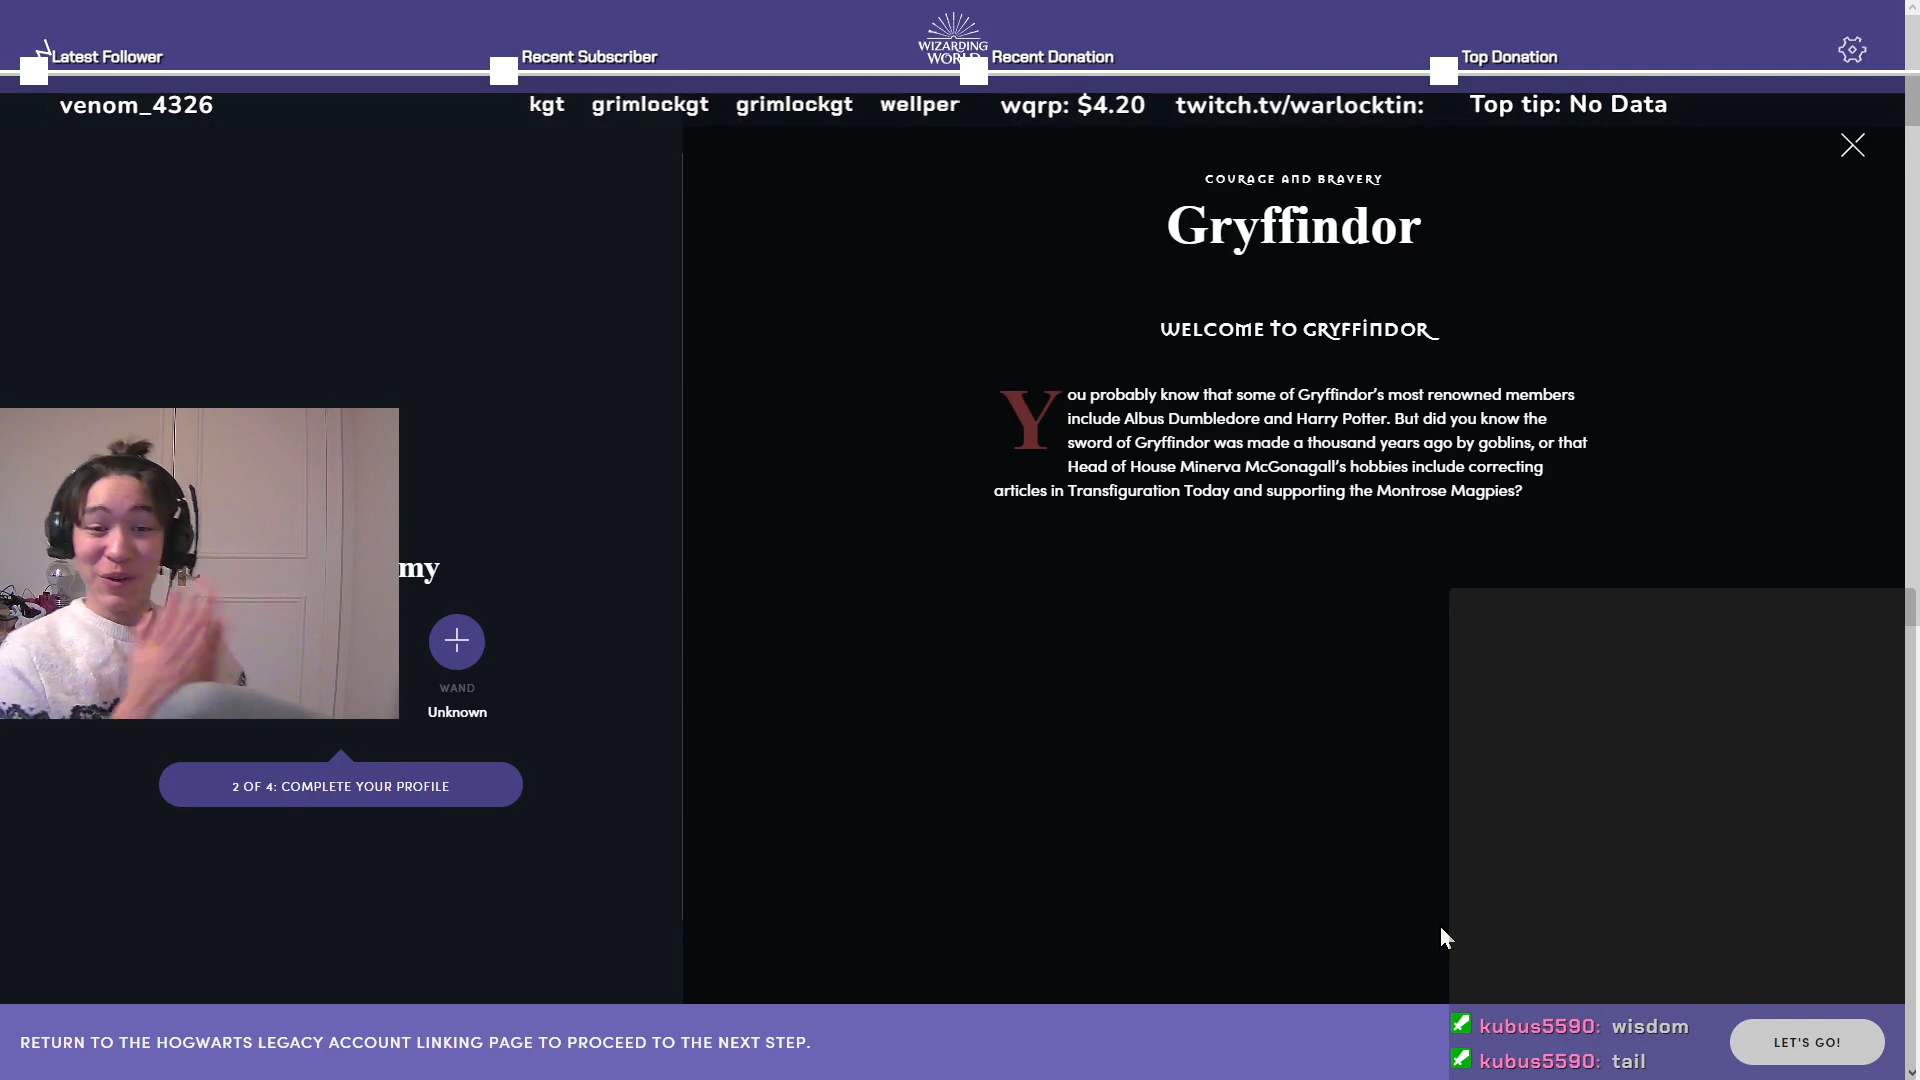 WIZARDING
WORLD
Latest Follower
Recent Subscriber
Recent Donation
Top Donation
venom_4326
kgt grimlockgt grimlockgt wellper
wqrp: $4.20 twitch.tv/warlocktin:
Top tip: No Data
COURAGE AND BRAVERY
Gryffindor
WELCOME TO GRYFFINDOR
You probably know that some of Gryffindor's most renowned members
include Albus Dumbledore and Harry Potter. But did you know the
sword of Gryffindor was made a thousand years ago by goblins, or that
Head of House Minerva McGonagall's hobbies include correcting
articles in Transfiguration Today and supporting the Montrose Magpies?
my
WAND
Unknown
2 OF 4: COMPLETE YOUR PROFILE
RETURN TO THE HOGWARTS LEGACY ACCOUNT LINKING PAGE TO PROCEED TO THE NEXT STEP.
kubus5590: wisdom
kubus5590: tail
LET'S GO!